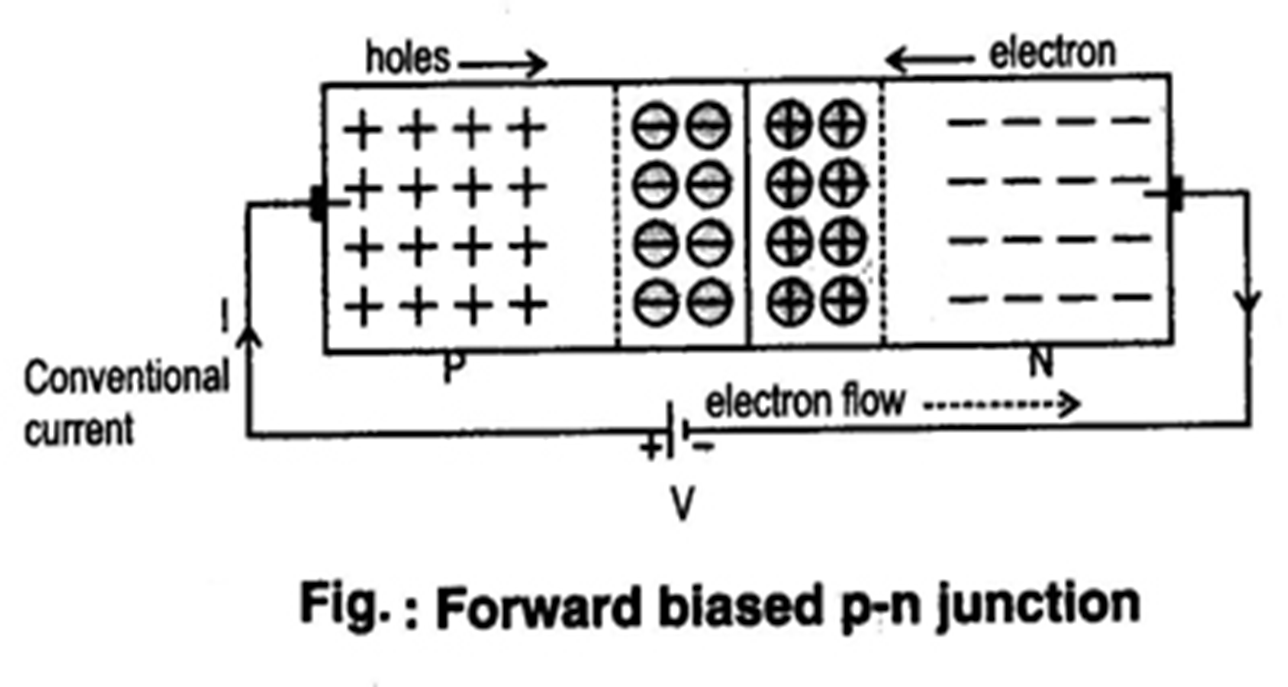 holes
electron
I
Conventional
current
P
N
electron flow
+ -
V
Fig. : Forward biased p-n junction